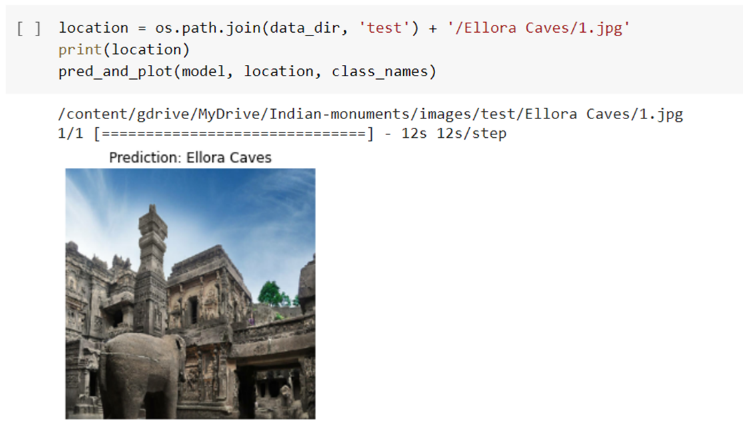 [ ] location = os.path.join(data_dir, 'test') + '/Ellora Caves/1.jpg'
print(location)
pred_and_plot(model, location, class_names)
/content/gdrive/MyDrive/Indian-monuments/images/test/Ellora Caves/1.jpg
1/1 [==============================] - 12s 12s/step
Prediction: Ellora Caves